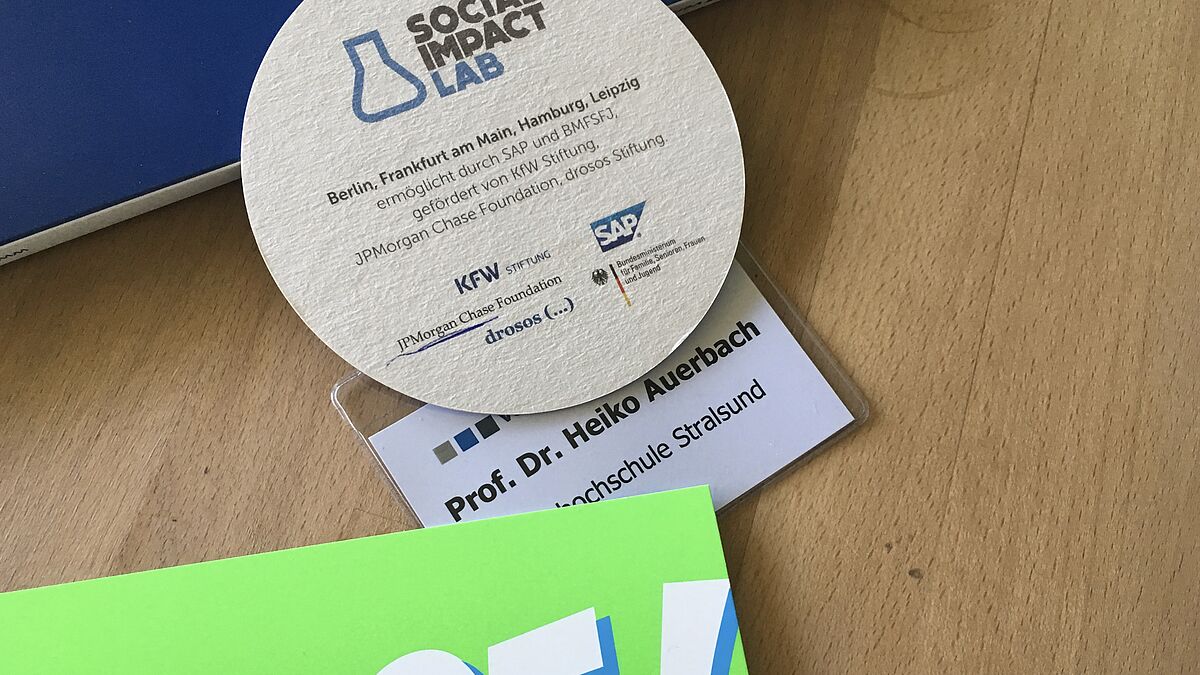 SOCIAL
IMPACT
LAB
Berlin, Frankfurt am Main, Hamburg, Leipzig
ermöglicht durch SAP und BMFSFJ,
gefördert von KfW Stiftung,
JPMorgan Chase Foundation, drosos Stiftung.
KFW STIFTUNG
SAP
JPMorgan Chase Foundation
Bundesministerium
für Familie, Senioren, Frauen
und Jugend
drosos (...)
Prof. Dr. Heiko Auerbach
hochschule Stralsund